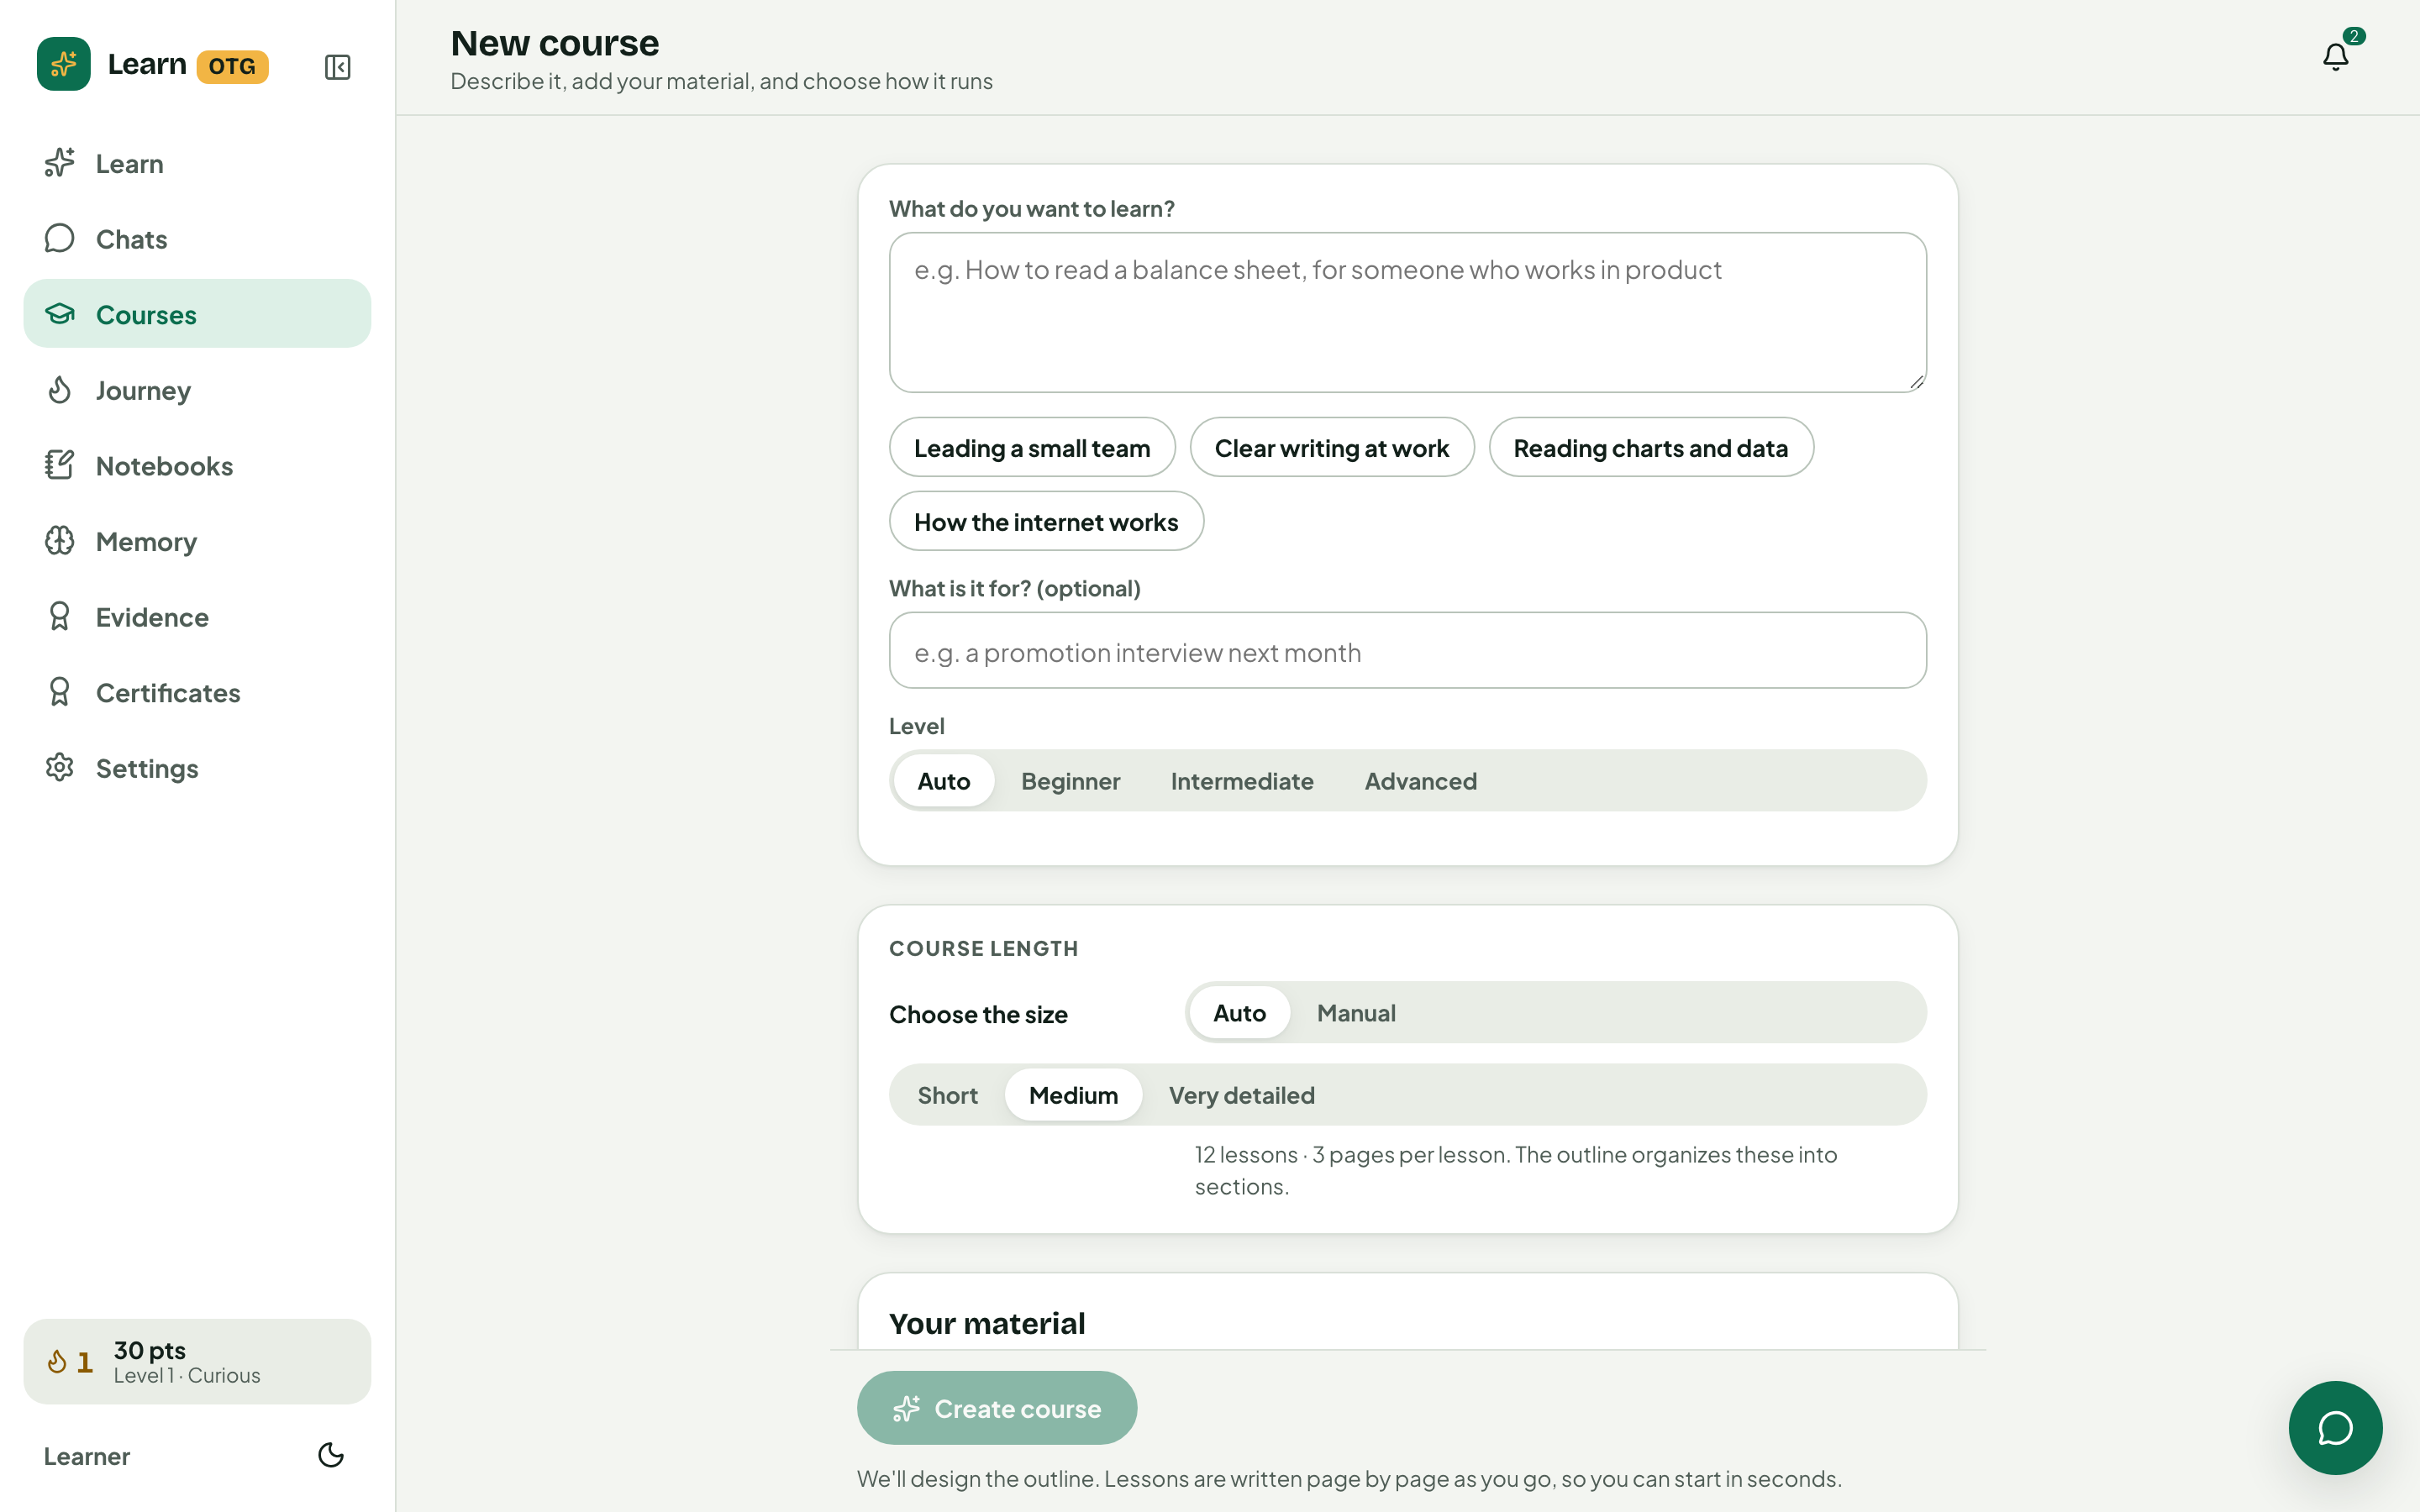 Learn OTG
Learn
Chats
Courses
Journey
Notebooks
Memory
Evidence
Certificates
Settings
1
30 pts
Level 1 · Curious
Learner
New course
Describe it, add your material, and choose how it runs
2
What do you want to learn?
e.g. How to read a balance sheet, for someone who works in product
Leading a small team
Clear writing at work
Reading charts and data
How the internet works
What is it for? (optional)
e.g. a promotion interview next month
Level
Auto
Beginner
Intermediate
Advanced
COURSE LENGTH
Choose the size
Auto
Manual
Short
Medium
Very detailed
12 lessons · 3 pages per lesson. The outline organizes these into
sections.
Your material
Create course
We'll design the outline. Lessons are written page by page as you go, so you can start in seconds.